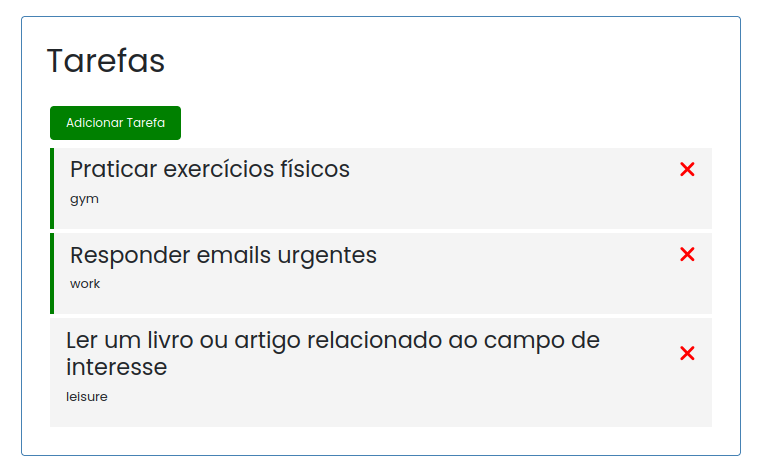 Tarefas
Adicionar Tarefa
Praticar exercícios físicos
gym
Responder emails urgentes
work
Ler um livro ou artigo relacionado ao campo de
interesse
leisure